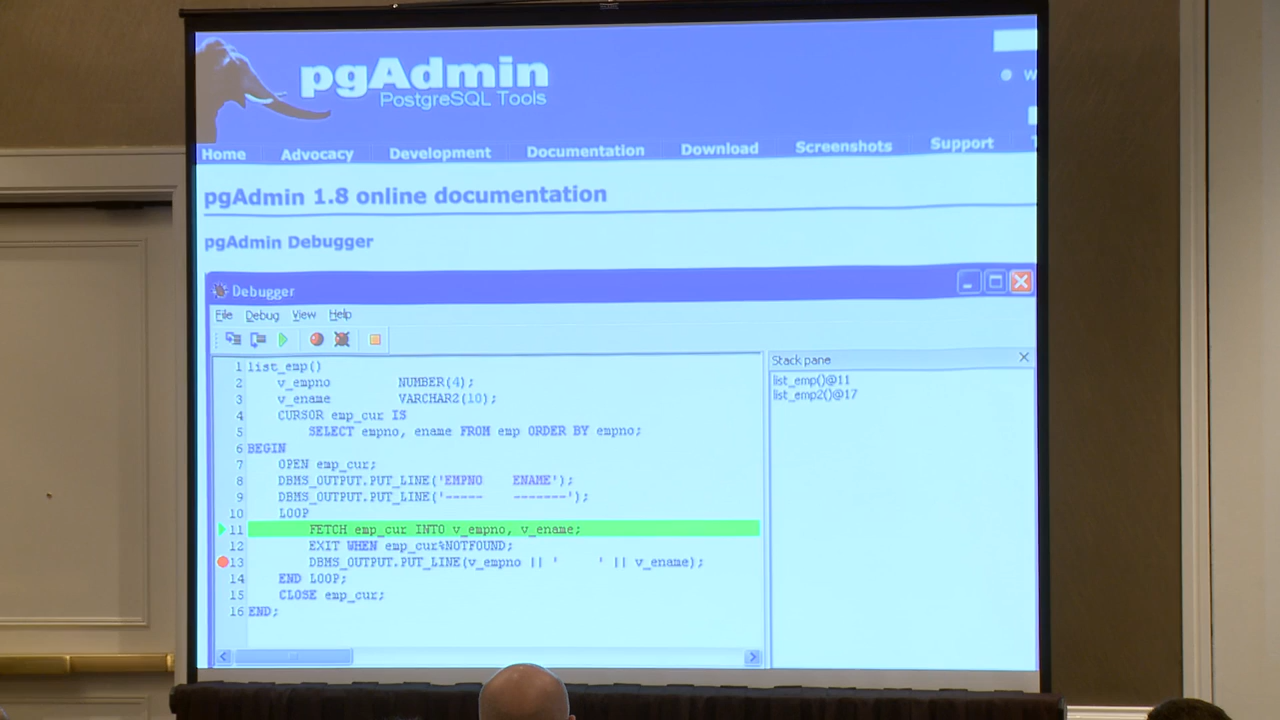 pgAdmin
PostgreSQL Tools
Home Advocacy Development Documentation Download Screenshots Support
pgAdmin 1.8 online documentation
pgAdmin Debugger
Debugger
File Debug View Help
1 list_emp()
2 v_empno NUMBER(4);
3 v_ename VARCHAR2(10);
4 CURSOR emp_cur IS
5 SELECT empno, ename FROM emp ORDER BY empno;
6 BEGIN
7 OPEN emp_cur;
8 DBMS_OUTPUT.PUT_LINE('EMPNO    ENAME');
9 DBMS_OUTPUT.PUT_LINE('-----    -------');
10 LOOP
11 FETCH emp_cur INTO v_empno, v_ename;
12 EXIT WHEN emp_cur%NOTFOUND;
13 DBMS_OUTPUT.PUT_LINE(v_empno || '     ' || v_ename);
14 END LOOP;
15 CLOSE emp_cur;
16 END;
Stack pane
list_emp()@11
list_emp2()@17